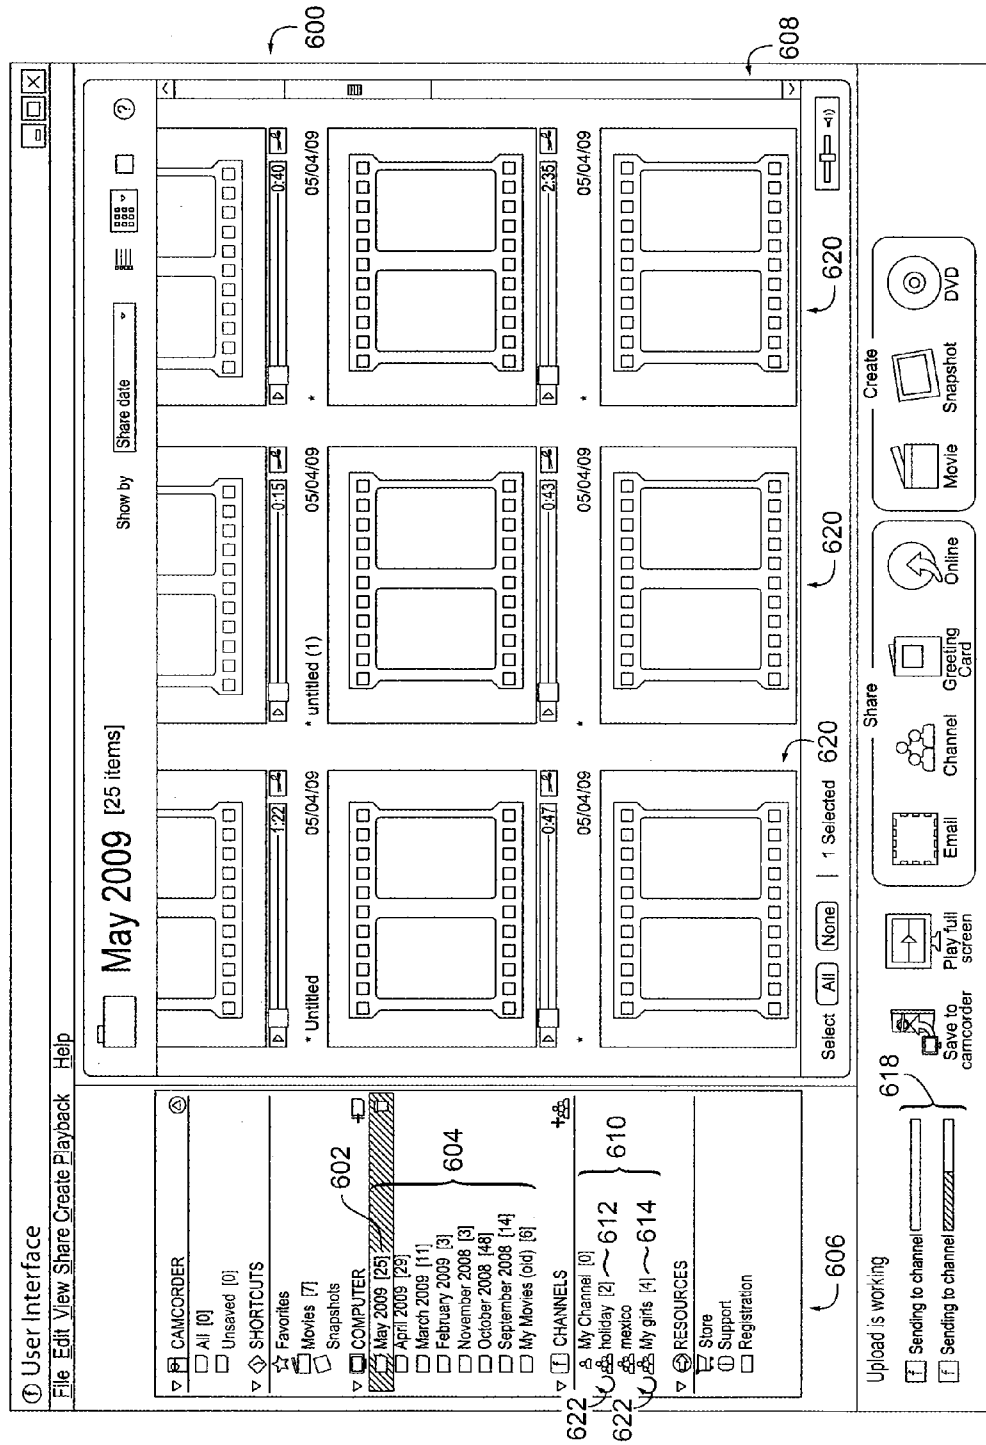 f User Interface
File Edit View Share Create Playback Help
CAMCORDER
All [0]
Unsaved [0]
SHORTCUTS
Favorites
Movies [7]
Snapshots
COMPUTER
May 2009 [25]
April 2009 [29]
March 2009 [11]
February 2009 [3]
November 2008 [3]
October 2008 [48]
September 2008 [14]
My Movies (old) [6]
CHANNELS
My Channel [0]
holiday [2]
mexico
My girls [4]
RESOURCES
Store
Support
Registration
602
604
610
612
614
622
622
606
May 2009 [25 items]
Show by Share date
?
1:22
0:15
0:40
* Untitled 05/04/09
* untitled (1) 05/04/09
* 05/04/09
0:47
0:43
2:35
* 05/04/09
* 05/04/09
* 05/04/09
620
620
620
600
608
Select All None | 1 Selected
Upload is working
f Sending to channel
f Sending to channel
618
Save to
camcorder
Play full
screen
Share
Email
Channel
Greeting
Card
Online
Create
Movie
Snapshot
DVD